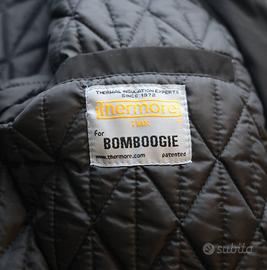 THERMAL INSULATION EXPERTS
SINCE 1972
thermore
for
BOMBOOGIE
www.thermore.com patented
subito